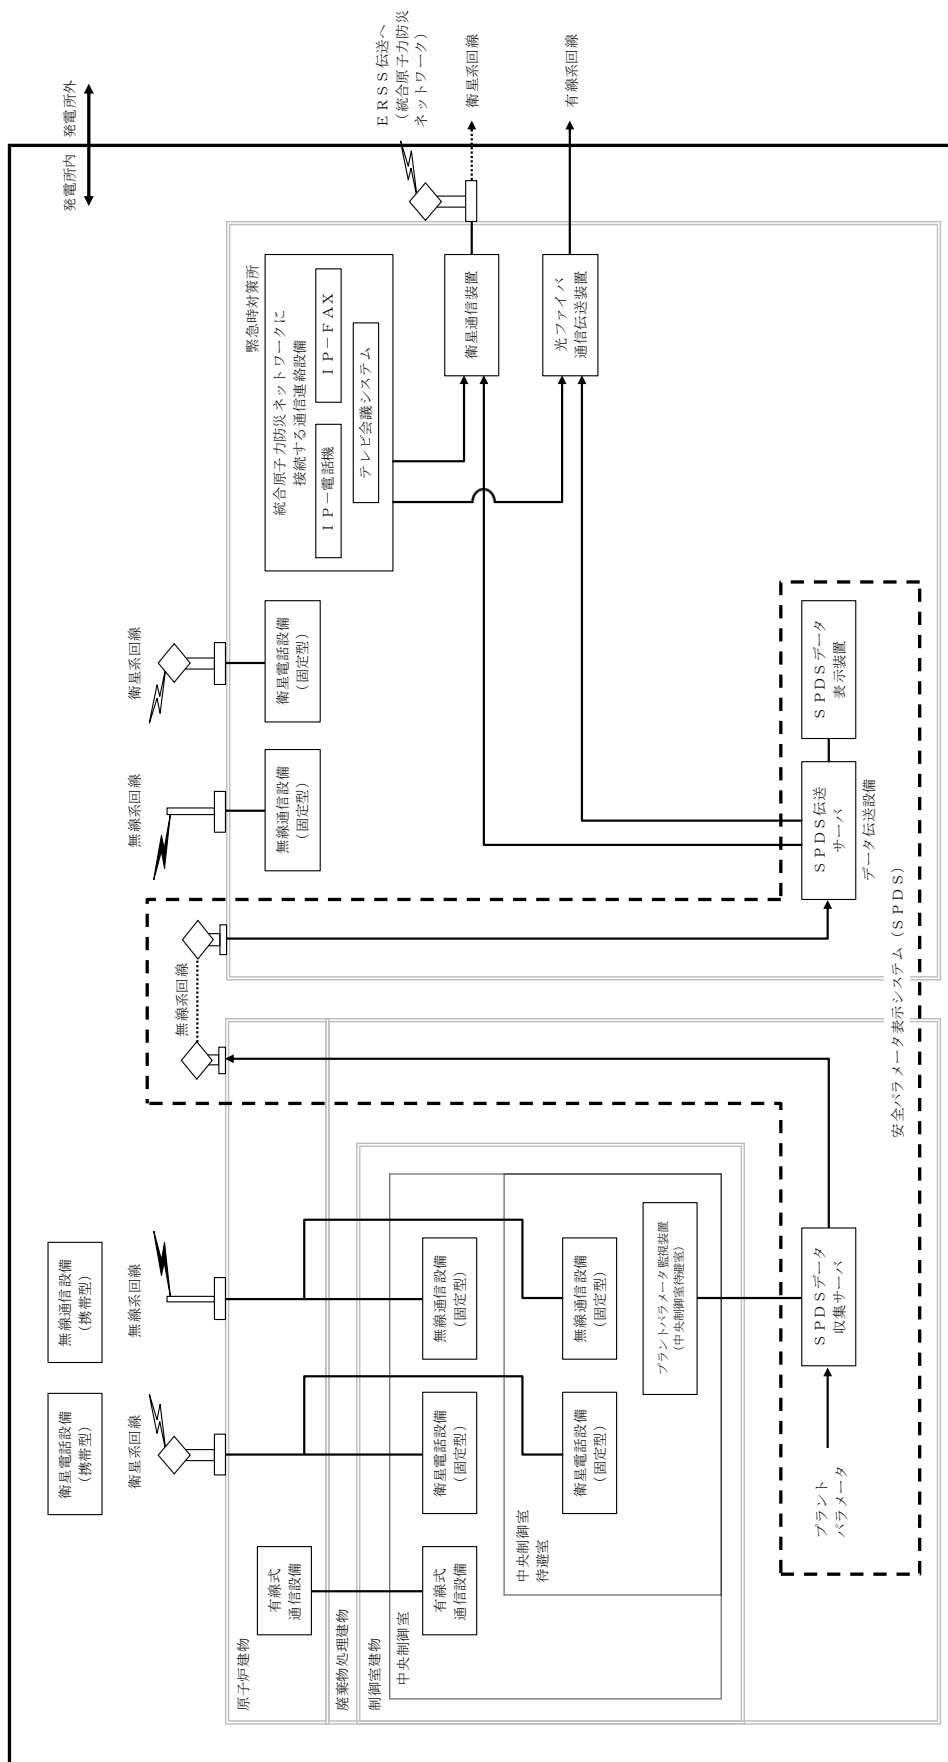 発電所内
発電所外
無線通信設備
（携帯型）
衛星電話設備
（携帯型）
衛星系回線
無線系回線
無線系回線
無線系回線
衛星系回線
ＥＲＳＳ伝送へ
（統合原子力防災
ネットワーク）
衛星系回線
有線系回線
原子炉建物
廃棄物処理建物
制御室建物
中央制御室
中央制御室
待避室
有線式
通信設備
有線式
通信設備
衛星電話設備
（固定型）
無線通信設備
（固定型）
衛星電話設備
（固定型）
無線通信設備
（固定型）
プラントパラメータ監視装置
（中央制御室待避室）
プラント
パラメータ
ＳＰＤＳデータ
収集サーバ
安全パラメータ表示システム（ＳＰＤＳ）
無線通信設備
（固定型）
衛星電話設備
（固定型）
緊急時対策所
統合原子力防災ネットワークに
接続する通信連絡設備
ＩＰ－電話機
ＩＰ－ＦＡＸ
テレビ会議システム
衛星通信装置
光ファイバ
通信伝送装置
ＳＰＤＳ伝送
サーバ
データ伝送設備
ＳＰＤＳデータ
表示装置